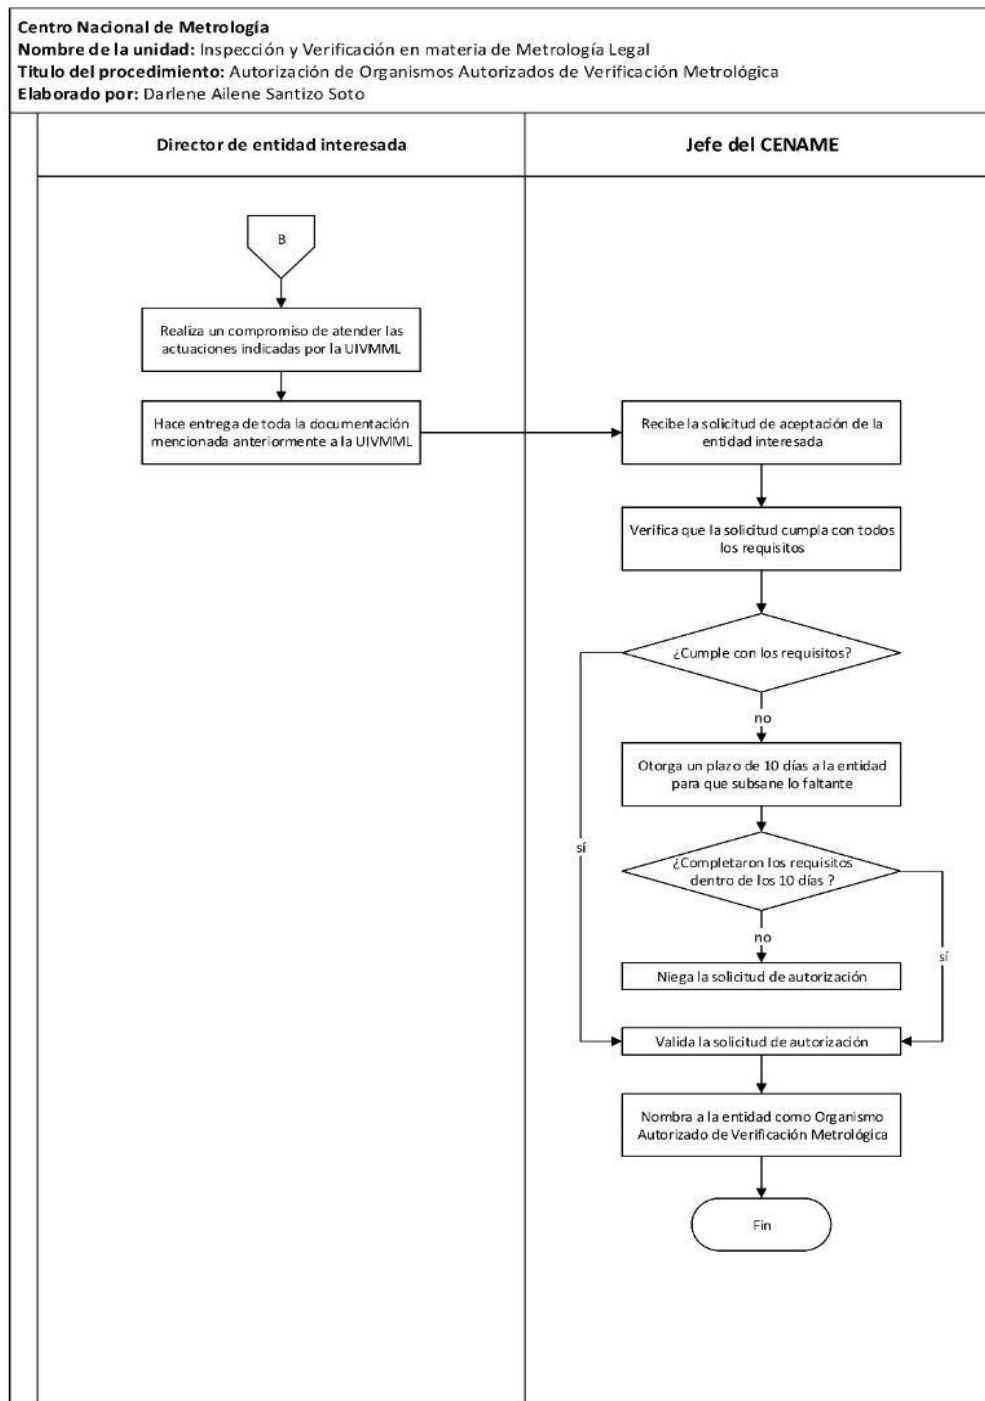 Centro Nacional de Metrología
Nombre de la unidad: Inspección y Verificación en materia de Metrología Legal
Titulo del procedimiento: Autorización de Organismos Autorizados de Verificación Metrológica
Elaborado por: Darlene Ailene Santizo Soto
Director de entidad interesada
Jefe del CENAME
B
Realiza un compromiso de atender las
actuaciones indicadas por la UIVMML
Hace entrega de toda la documentación
mencionada anteriormente a la UIVMML
Recibe la solicitud de aceptación de la
entidad interesada
Verifica que la solicitud cumpla con todos
los requisitos
¿Cumple con los requisitos?
no
Otorga un plazo de 10 días a la entidad
para que subsane lo faltante
sí
¿Completaron los requisitos
dentro de los 10 días ?
no
sí
Niega la solicitud de autorización
Valida la solicitud de autorización
Nombra a la entidad como Organismo
Autorizado de Verificación Metrológica
Fin